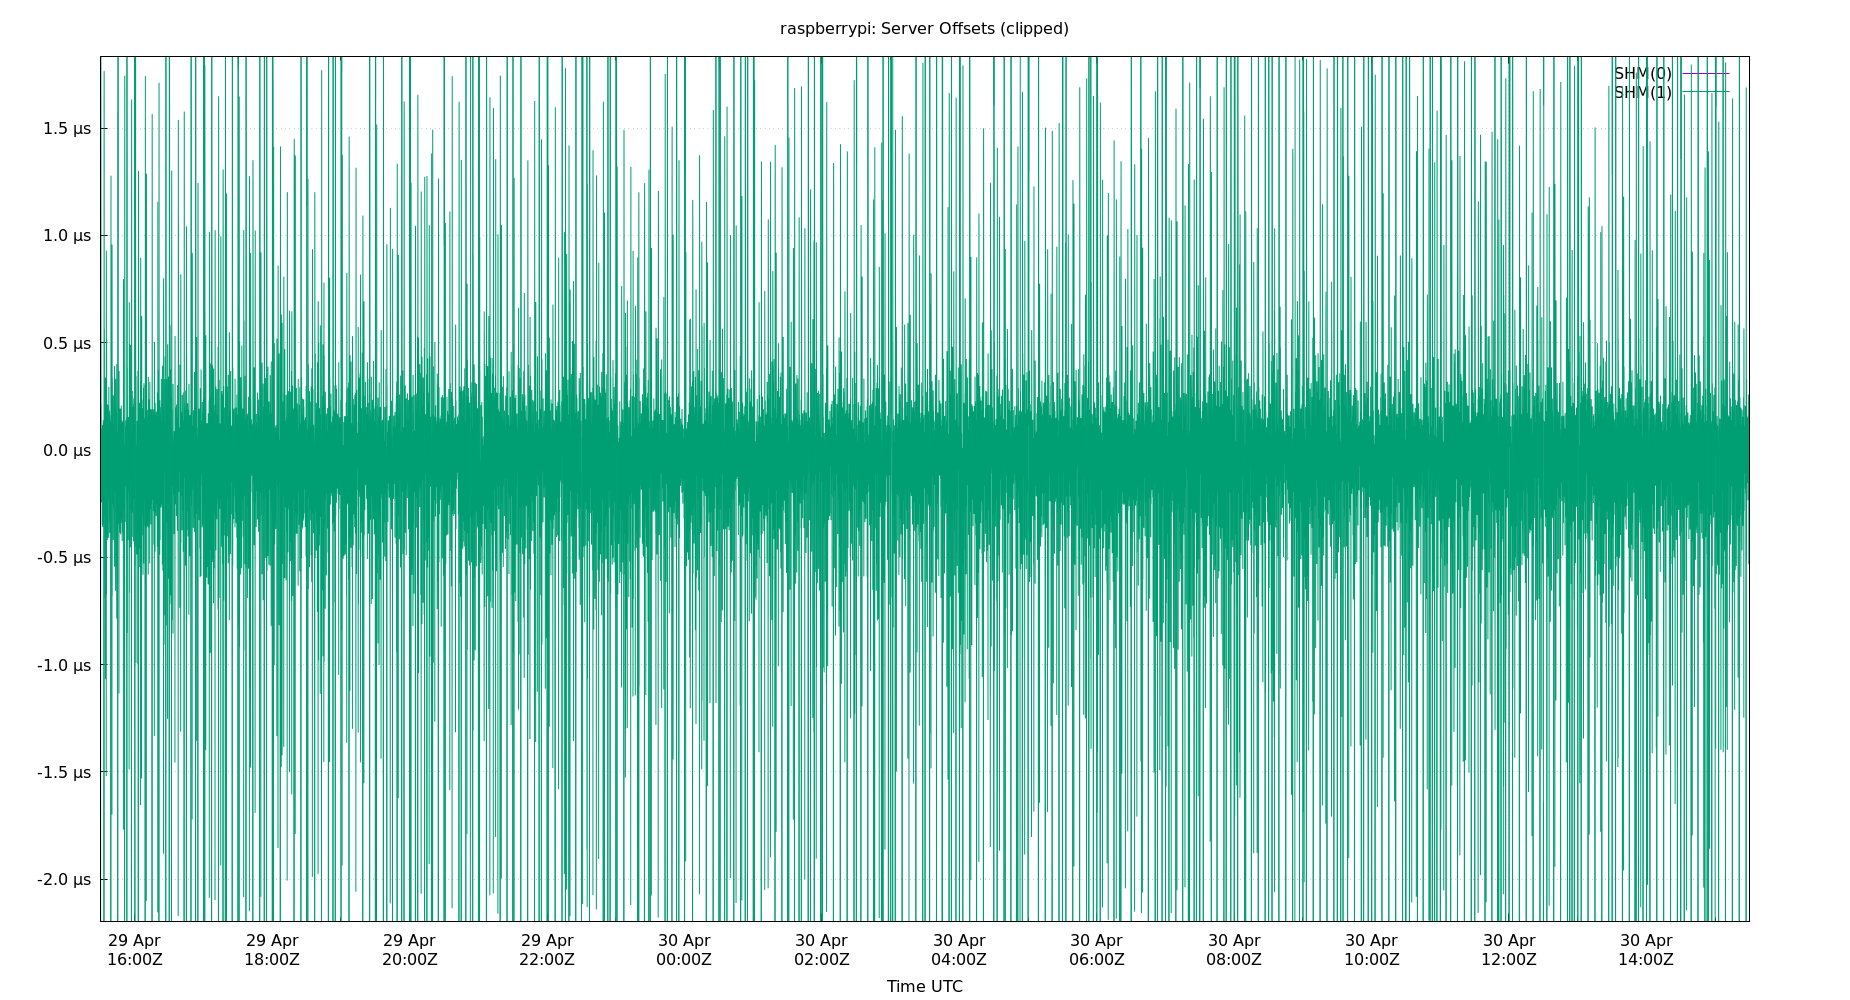 raspberrypi: Server Offsets (clipped)
SHM(0)
SHM(1)
1.5 µs
1.0 µs
0.5 µs
0.0 µs
-0.5 µs
-1.0 µs
-1.5 µs
-2.0 µs
29 Apr 29 Apr 29 Apr 29 Apr 30 Apr 30 Apr 30 Apr 30 Apr 30 Apr 30 Apr 30 Apr 30 Apr
16:00Z 18:00Z 20:00Z 22:00Z 00:00Z 02:00Z 04:00Z 06:00Z 08:00Z 10:00Z 12:00Z 14:00Z
Time UTC